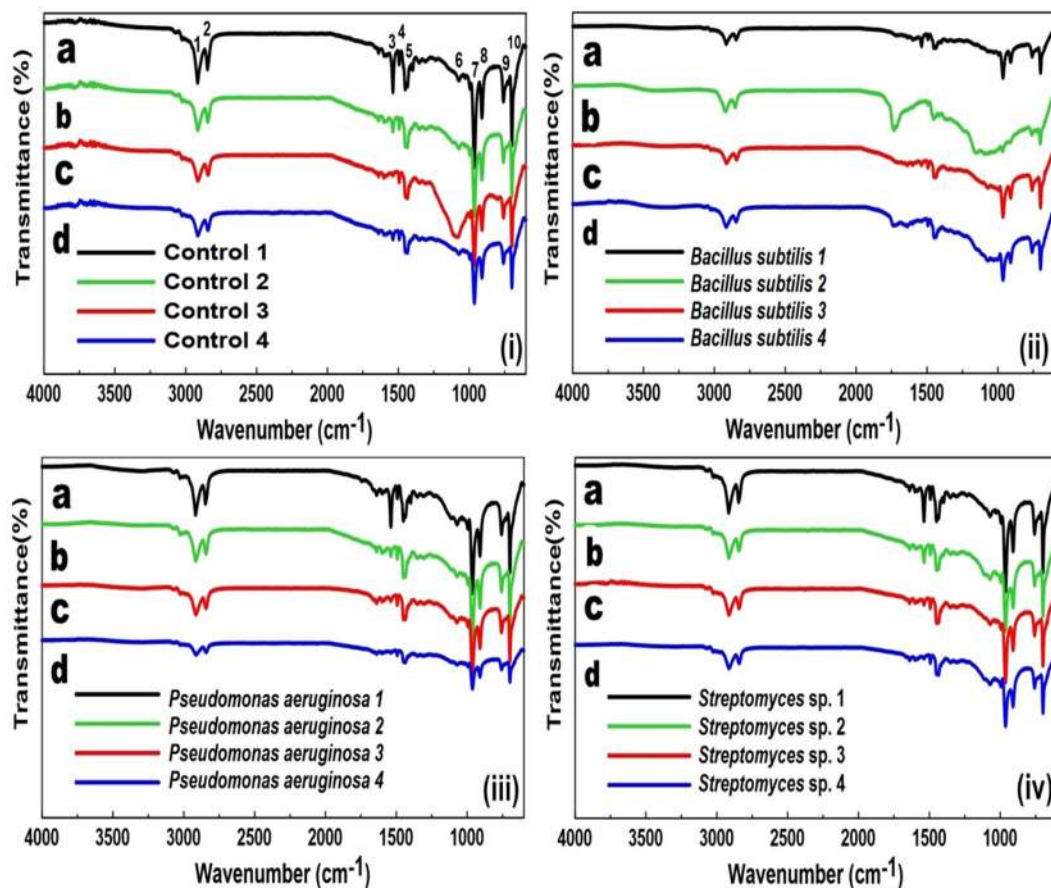 Transmittance (%)
a
b
c
d
1
2
3
4
5
6
7
8
9
10
Control 1
Control 2
Control 3
Control 4
(i)
4000 3500 3000 2500 2000 1500 1000
Wavenumber (cm-1)
Transmittance(%)
a
b
c
d
Bacillus subtilis 1
Bacillus subtilis 2
Bacillus subtilis 3
Bacillus subtilis 4
(ii)
4000 3500 3000 2500 2000 1500 1000
Wavenumber (cm-1)
Transmittance(%)
a
b
c
d
Pseudomonas aeruginosa 1
Pseudomonas aeruginosa 2
Pseudomonas aeruginosa 3
Pseudomonas aeruginosa 4
(iii)
4000 3500 3000 2500 2000 1500 1000
Wavenumber (cm-1)
Transmittance(%)
a
b
c
d
Streptomyces sp. 1
Streptomyces sp. 2
Streptomyces sp. 3
Streptomyces sp. 4
(iv)
4000 3500 3000 2500 2000 1500 1000
Wavenumber (cm-1)